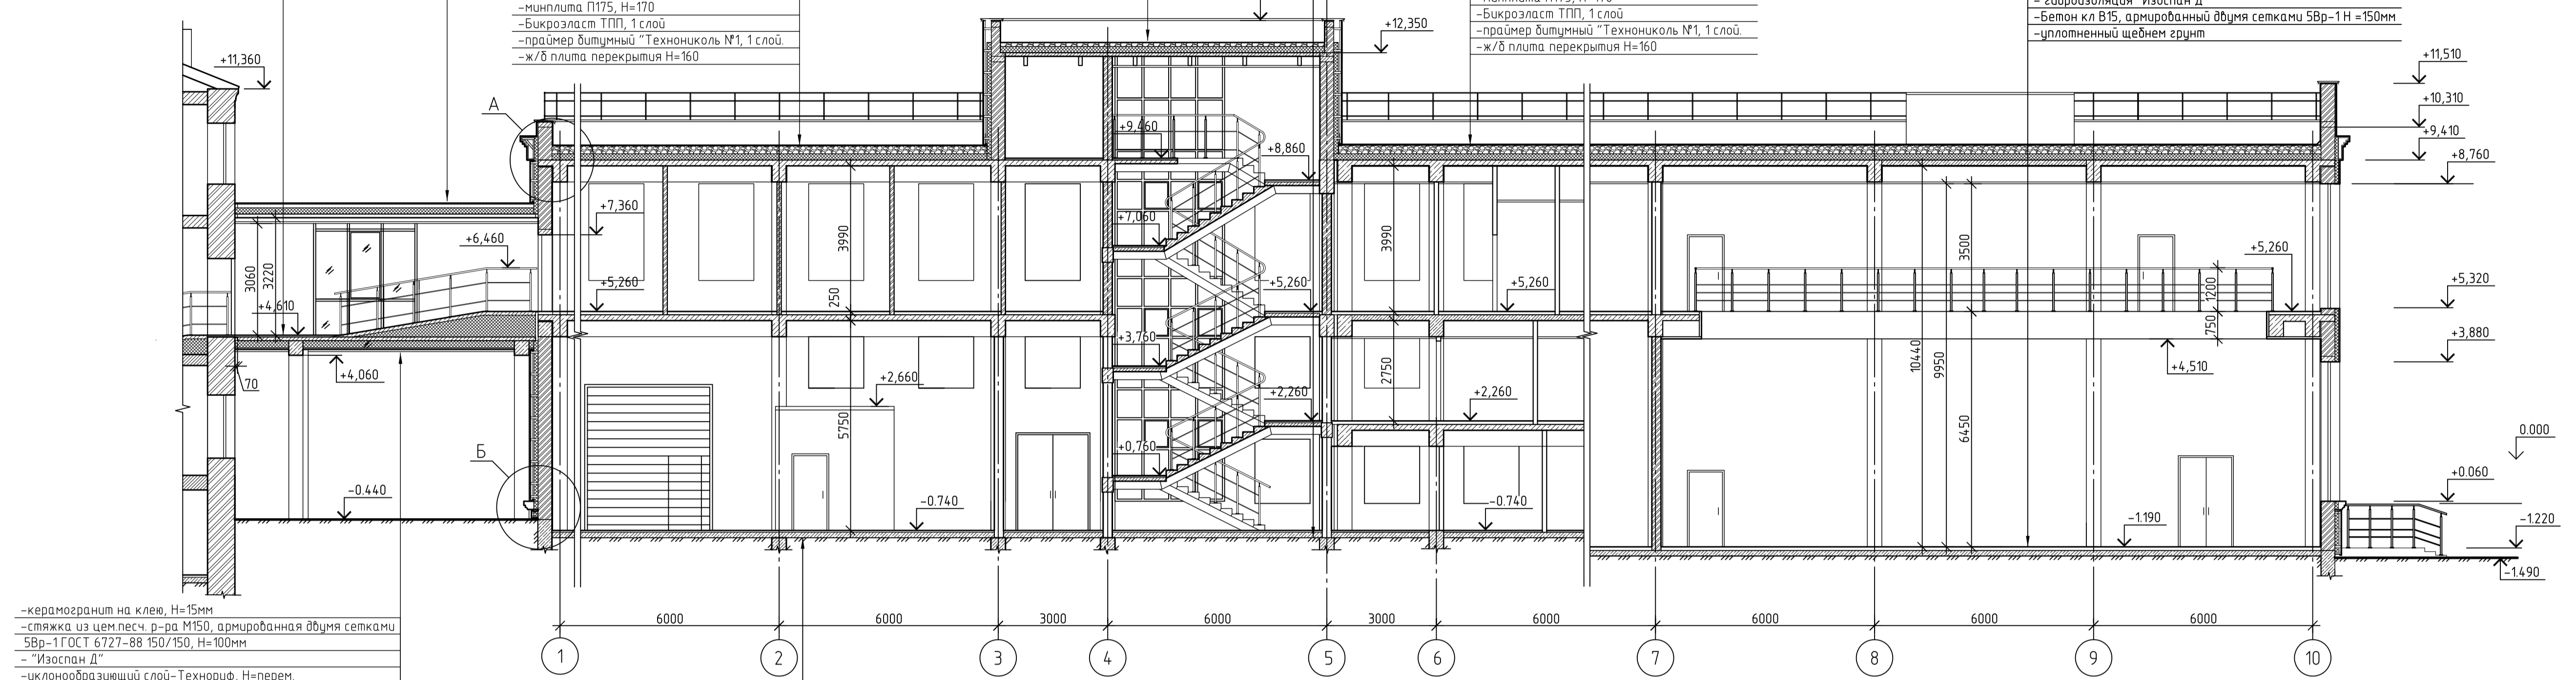 -минплита П175, H=170
-Бикроэласт ТПП, 1 слой
-праймер битумный "Технониколь №1, 1 слой.
-ж/б плита перекрытия H=160
-Бикроэласт ТПП, 1 слой
-праймер битумный "Технониколь №1, 1 слой.
-ж/б плита перекрытия H=160
- гидроизоляция "Изоспан Д"
-Бетон кл В15, армированный двумя сетками 5Вр-1 H =150мм
-уплотненный щебнем грунт
+12,350
+11,360
+11,510
А
+10,310
+9,460
+9,410
+8,860
+8,760
+7,360
+7,060
+6,460
3990
3990
3500
3060
3220
+5,260
+5,260
+5,260
+5,260
+5,320
+4,610
250
1200
750
+3,760
+3,880
+4,060
70
+2,660
2750
10440
9950
+4,510
+2,260
+2,260
5750
6450
0.000
Б
+0,760
+0.060
-0.440
-0.740
-0.740
-1.190
-1.220
-1.490
-керамогранит на клею, H=15мм
-стяжка из цем.песч. р-ра М150, армированная двумя сетками
5Вр-1 ГОСТ 6727-88 150/150, H=100мм
- "Изоспан Д"
-уклонообразующий слой-Технориф, H=перем.
6000 6000 3000 6000 3000 6000 6000 6000 6000
1 2 3 4 5 6 7 8 9 10